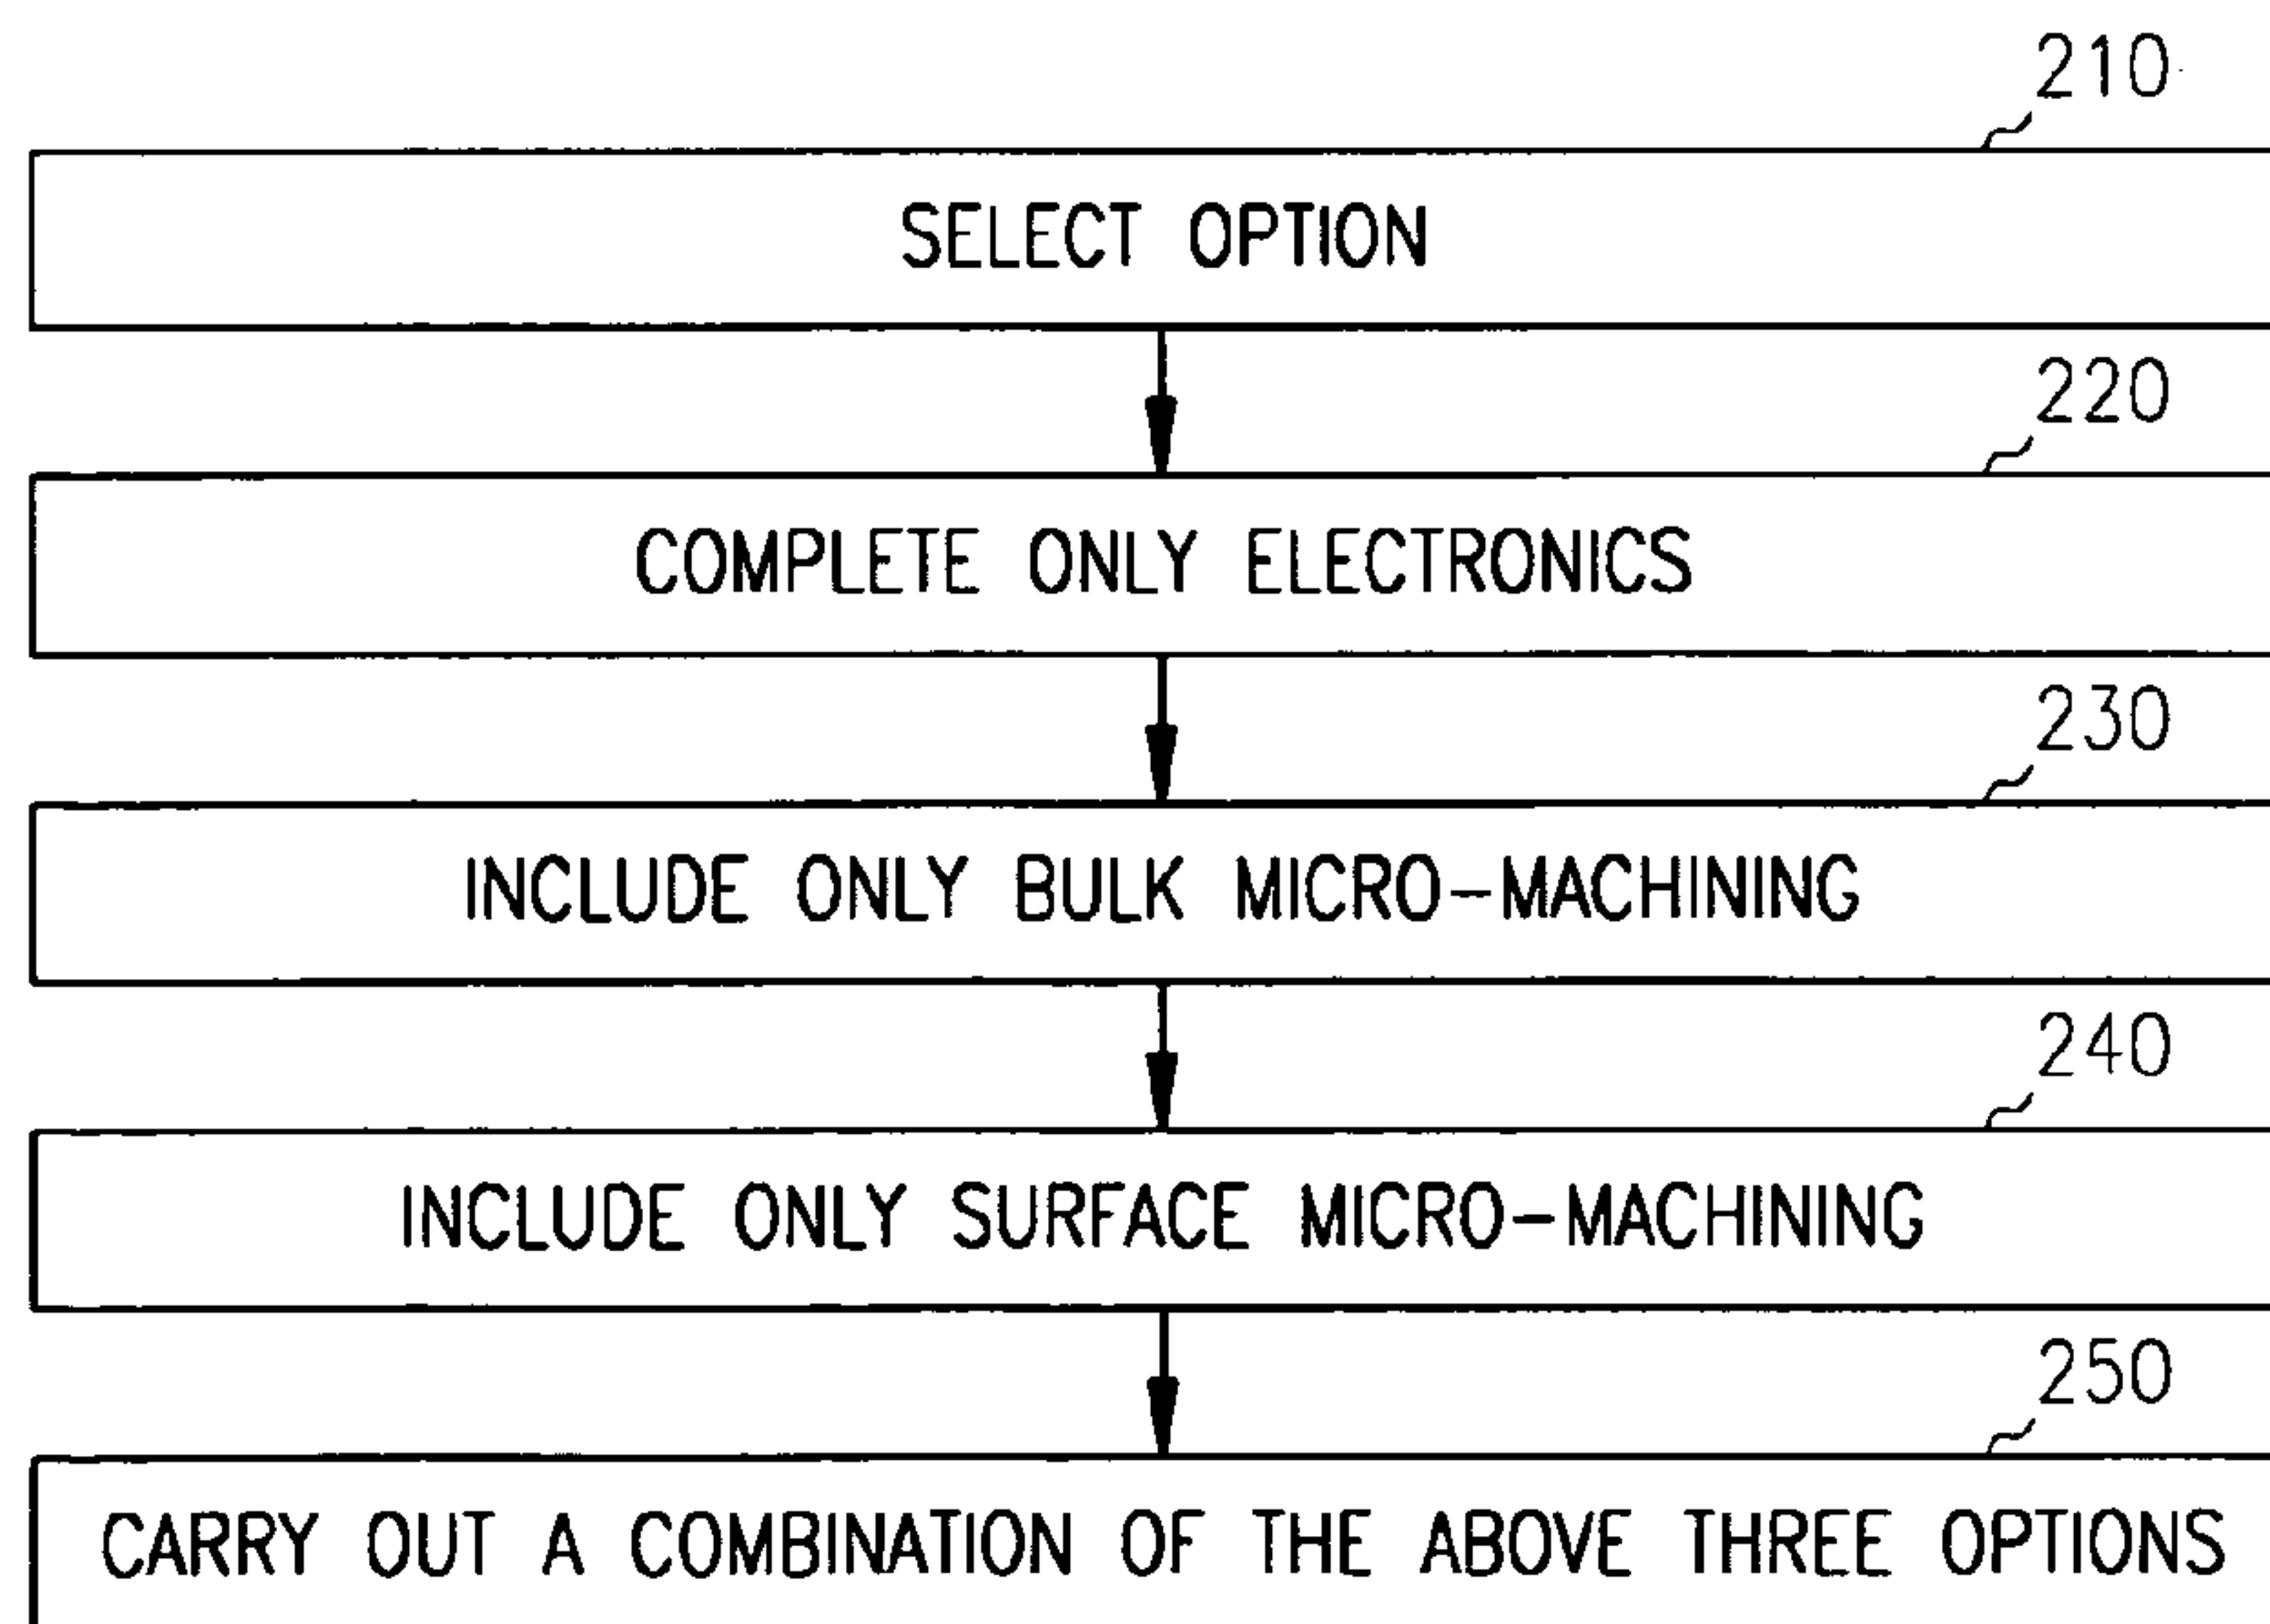 210
SELECT OPTION
220
COMPLETE ONLY ELECTRONICS
230
INCLUDE ONLY BULK MICRO-MACHINING
240
INCLUDE ONLY SURFACE MICRO-MACHINING
250
CARRY OUT A COMBINATION OF THE ABOVE THREE OPTIONS